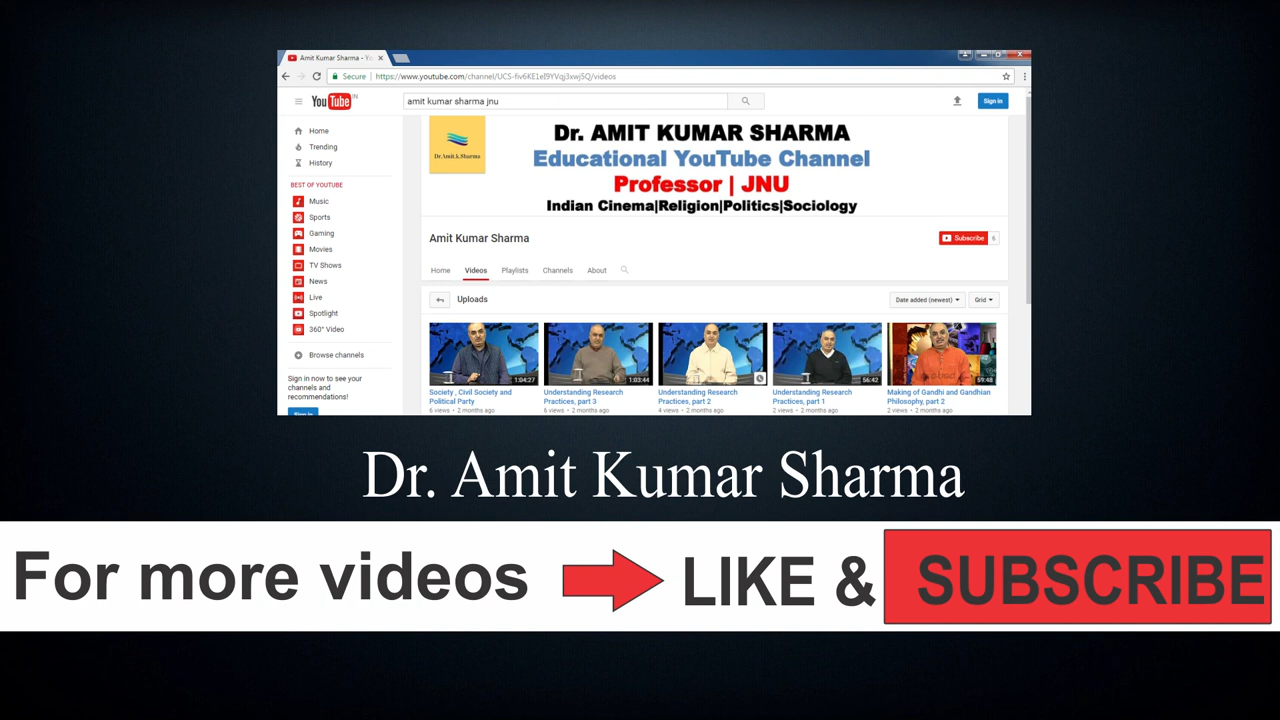 Amit Kumar Sharma - Yo
Secure
https://www.youtube.com/channel/UCS-fiv6KE1eI9YVqj3xwj5Q/videos
YouTube IN
amit kumar sharma jnu
Sign in
Home
Trending
History
BEST OF YOUTUBE
Music
Sports
Gaming
Movies
TV Shows
News
Live
Spotlight
360° Video
Browse channels
Sign in now to see your
channels and
recommendations!
Sign in
Dr.Amit.k.Sharma
Dr. AMIT KUMAR SHARMA
Educational YouTube Channel
Professor | JNU
Indian Cinema|Religion|Politics|Sociology
Amit Kumar Sharma
Subscribe 6
Home Videos Playlists Channels About
Uploads
Date added (newest)
Grid
1:04:27
1:03:44
56:42
59:48
Society , Civil Society and
Political Party
6 views • 2 months ago
Understanding Research
Practices, part 3
6 views • 2 months ago
Understanding Research
Practices, part 2
4 views • 2 months ago
Understanding Research
Practices, part 1
2 views • 2 months ago
Making of Gandhi and Gandhian
Philosophy, part 2
2 views • 2 months ago
Dr. Amit Kumar Sharma
For more videos LIKE & SUBSCRIBE